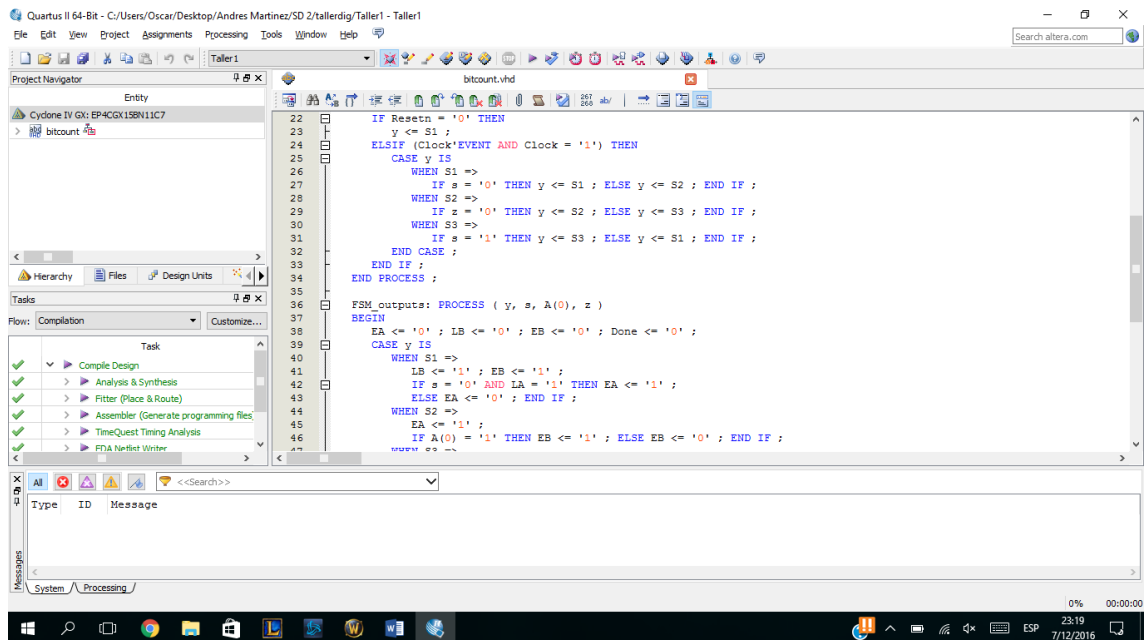 Quartus II 64-Bit - C:/Users/Oscar/Desktop/Andres Martinez/SD 2/tallerdig/Taller1 - Taller1
File Edit View Project Assignments Processing Tools Window Help
Search altera.com
Taller1
Project Navigator
Entity
Cyclone IV GX: EP4CGX15BN11C7
bitcount
Hierarchy Files Design Units
Tasks
Flow: Compilation Customize...
Task
Compile Design
Analysis & Synthesis
Fitter (Place & Route)
Assembler (Generate programming files)
TimeQuest Timing Analysis
EDA Netlist Writer
bitcount.vhd
267 268 ab/
22 IF Resetn = '0' THEN
23 y <= S1 ;
24 ELSIF (Clock'EVENT AND Clock = '1') THEN
25 CASE y IS
26 WHEN S1 =>
27 IF s = '0' THEN y <= S1 ; ELSE y <= S2 ; END IF ;
28 WHEN S2 =>
29 IF z = '0' THEN y <= S2 ; ELSE y <= S3 ; END IF ;
30 WHEN S3 =>
31 IF s = '1' THEN y <= S3 ; ELSE y <= S1 ; END IF ;
32 END CASE ;
33 END IF ;
34 END PROCESS ;
35
36 FSM_outputs: PROCESS ( y, s, A(0), z )
37 BEGIN
38 EA <= '0' ; LB <= '0' ; EB <= '0' ; Done <= '0' ;
39 CASE y IS
40 WHEN S1 =>
41 LB <= '1' ; EB <= '1' ;
42 IF s = '0' AND LA = '1' THEN EA <= '1' ;
43 ELSE EA <= '0' ; END IF ;
44 WHEN S2 =>
45 EA <= '1' ;
46 IF A(0) = '1' THEN EB <= '1' ; ELSE EB <= '0' ; END IF ;
47 WHEN S3 =>
All <<Search>>
Type ID Message
Messages
System Processing
0% 00:00:00
ESP
23:19
7/12/2016